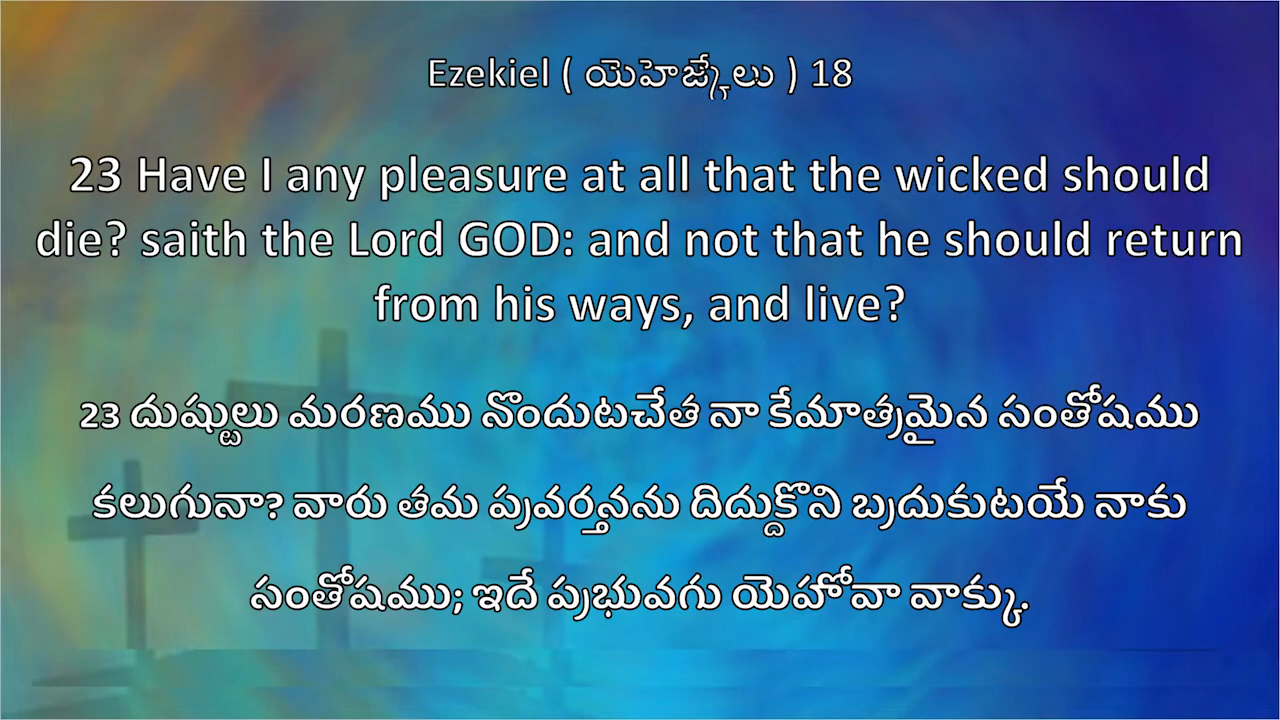 Ezekiel ( యెహెజ్కేలు ) 18
23 Have I any pleasure at all that the wicked should
die? saith the Lord GOD: and not that he should return
from his ways, and live?
23 దుష్టులు మరణము నొందుటచేత నా కేమాత్రమైన సంతోషము
కలుగునా? వారు తమ ప్రవర్తనను దిద్దుకొని బ్రదుకుటయే నాకు
సంతోషము; ఇదే ప్రభువగు యెహోవా వాక్కు.